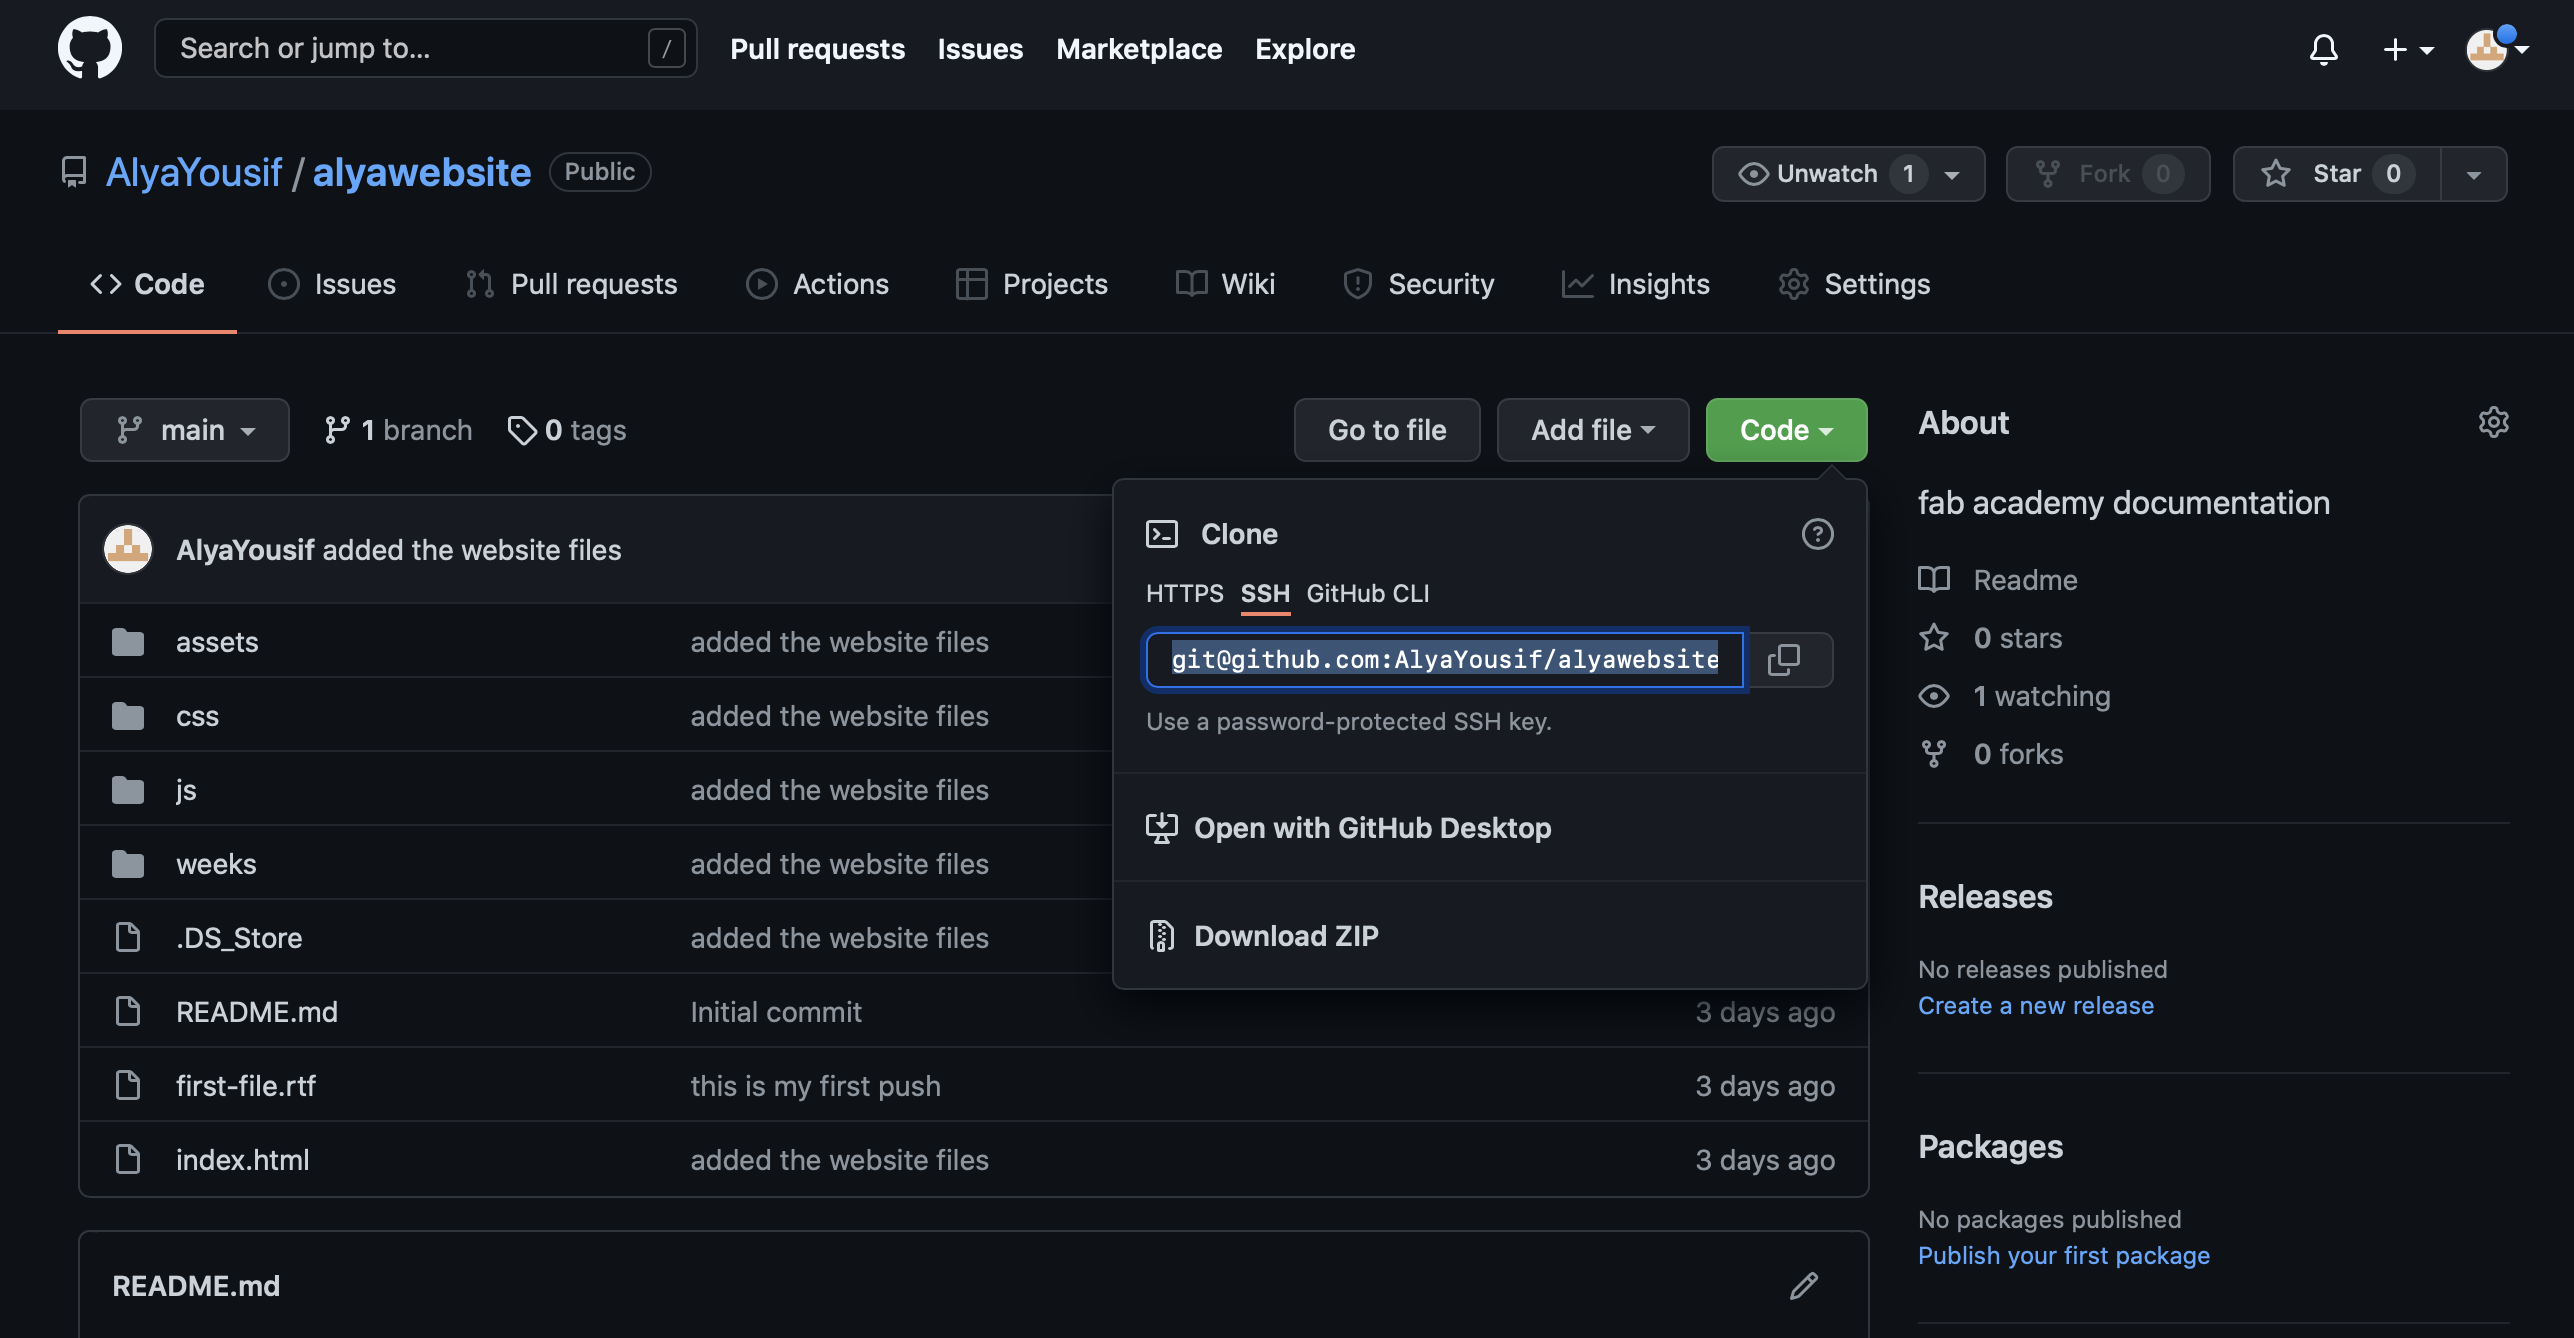 Search or jump to... /
Pull requests Issues Marketplace Explore
AlyaYousif / alyawebsite Public
Unwatch 1 Fork 0 Star 0
Code Issues Pull requests Actions Projects Wiki Security Insights Settings
main 1 branch 0 tags
Go to file Add file Code
AlyaYousif added the website files
assets added the website files
css added the website files
js added the website files
weeks added the website files
.DS_Store added the website files
README.md Initial commit 3 days ago
first-file.rtf this is my first push 3 days ago
index.html added the website files 3 days ago
README.md
Clone
HTTPS SSH GitHub CLI
git@github.com:AlyaYousif/alyawebsite
Use a password-protected SSH key.
Open with GitHub Desktop
Download ZIP
About
fab academy documentation
Readme
0 stars
1 watching
0 forks
Releases
No releases published
Create a new release
Packages
No packages published
Publish your first package